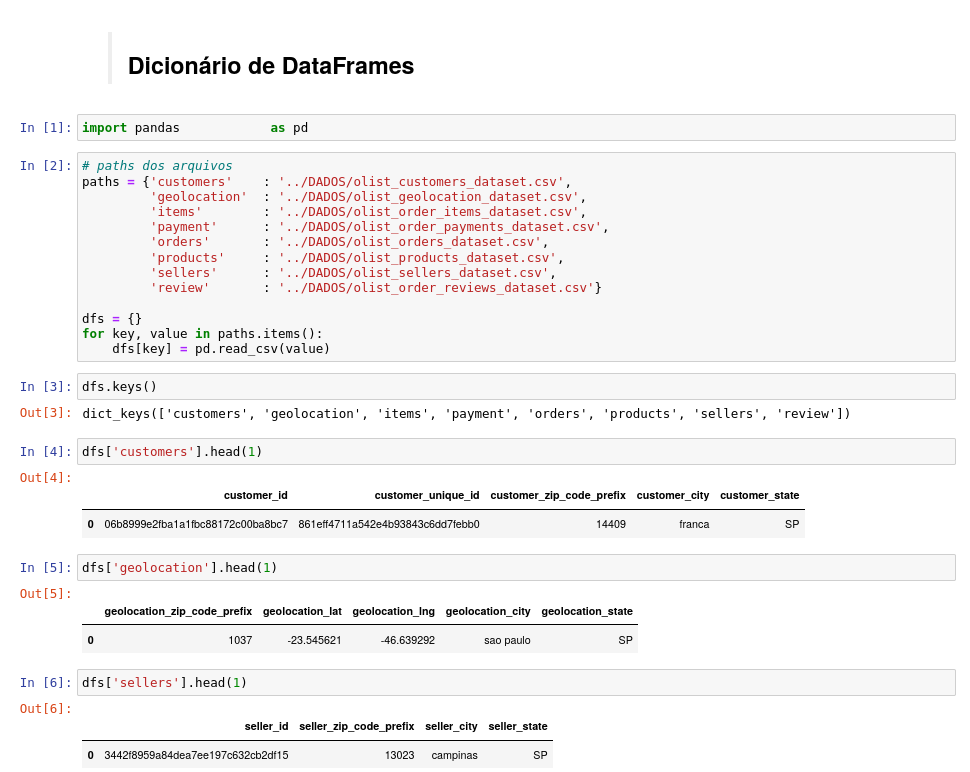 Dicionário de DataFrames
In [1]: import pandas            as pd
In [2]: # paths dos arquivos
paths = {'customers'    : '../DADOS/olist_customers_dataset.csv',
         'geolocation'  : '../DADOS/olist_geolocation_dataset.csv',
         'items'        : '../DADOS/olist_order_items_dataset.csv',
         'payment'      : '../DADOS/olist_order_payments_dataset.csv',
         'orders'       : '../DADOS/olist_orders_dataset.csv',
         'products'     : '../DADOS/olist_products_dataset.csv',
         'sellers'      : '../DADOS/olist_sellers_dataset.csv',
         'review'       : '../DADOS/olist_order_reviews_dataset.csv'}
dfs = {}
for key, value in paths.items():
    dfs[key] = pd.read_csv(value)
In [3]: dfs.keys()
Out[3]: dict_keys(['customers', 'geolocation', 'items', 'payment', 'orders', 'products', 'sellers', 'review'])
In [4]: dfs['customers'].head(1)
Out[4]:
customer_id customer_unique_id customer_zip_code_prefix customer_city customer_state
0 06b8999e2fba1a1fbc88172c00ba8bc7 861eff4711a542e4b93843c6dd7febb0 14409 franca SP
In [5]: dfs['geolocation'].head(1)
Out[5]:
geolocation_zip_code_prefix geolocation_lat geolocation_lng geolocation_city geolocation_state
0 1037 -23.545621 -46.639292 sao paulo SP
In [6]: dfs['sellers'].head(1)
Out[6]:
seller_id seller_zip_code_prefix seller_city seller_state
0 3442f8959a84dea7ee197c632cb2df15 13023 campinas SP